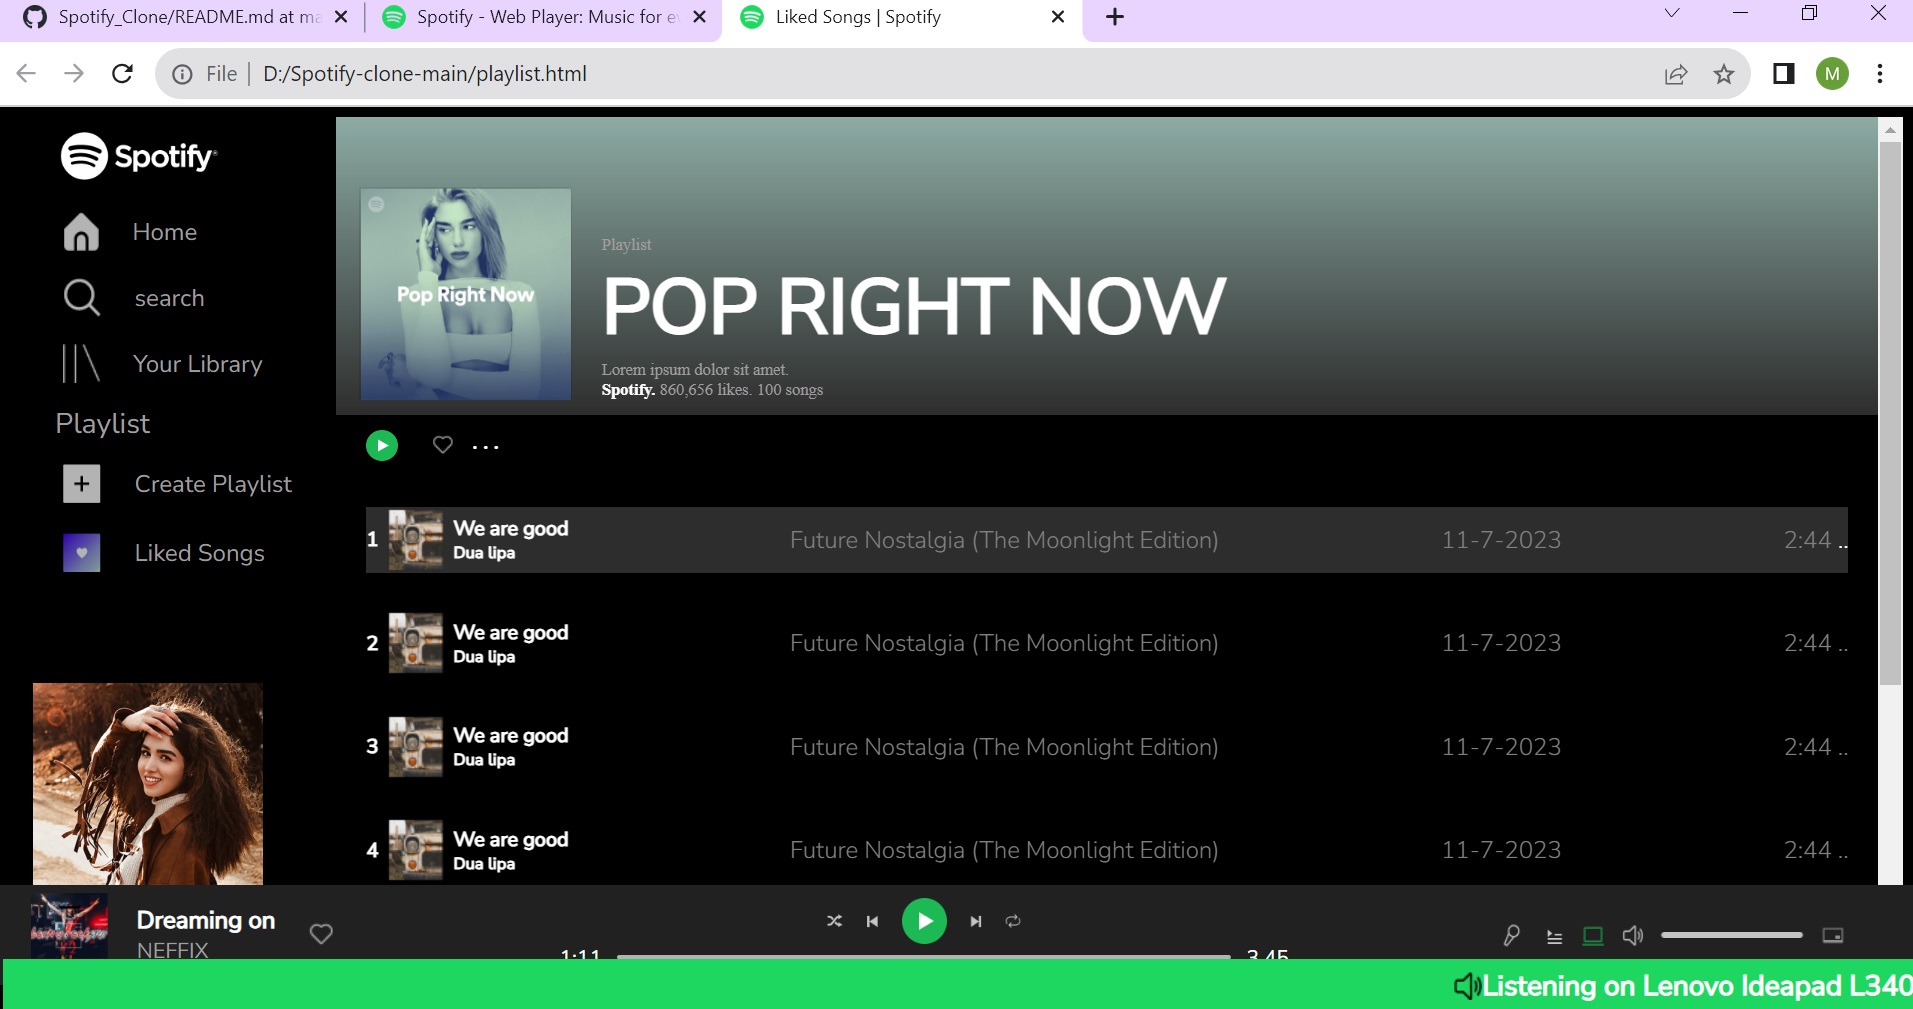 Spotify_Clone/README.md at ma
Spotify - Web Player: Music for ev
Liked Songs | Spotify
File | D:/Spotify-clone-main/playlist.html
M
Spotify
Home
search
Your Library
Playlist
Create Playlist
Liked Songs
Pop Right Now
Playlist
POP RIGHT NOW
Lorem ipsum dolor sit amet.
Spotify. 860,656 likes. 100 songs
...
1 We are good Future Nostalgia (The Moonlight Edition) 11-7-2023 2:44 ..
Dua lipa
2 We are good Future Nostalgia (The Moonlight Edition) 11-7-2023 2:44 ..
Dua lipa
3 We are good Future Nostalgia (The Moonlight Edition) 11-7-2023 2:44 ..
Dua lipa
4 We are good Future Nostalgia (The Moonlight Edition) 11-7-2023 2:44 ..
Dua lipa
Dreaming on
NEFFIX
1:11 3.45
Listening on Lenovo Ideapad L340